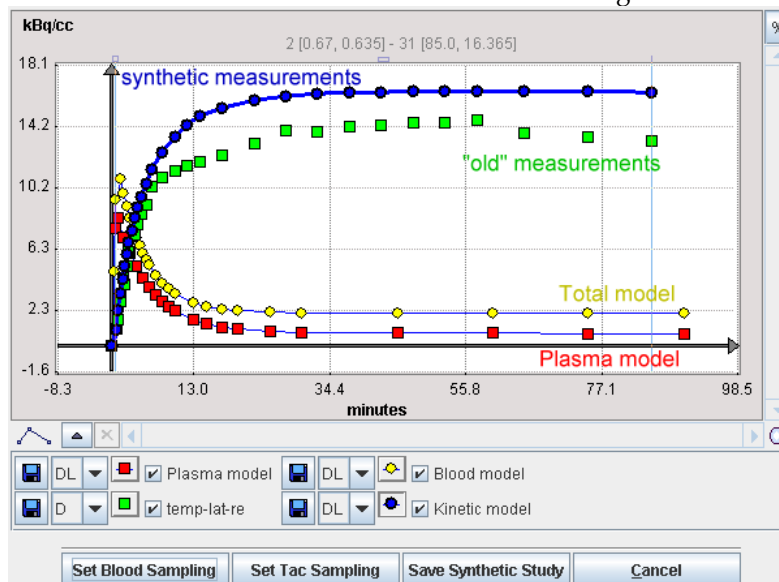 kBq/cc
2 [0.67, 0.635] - 31 [85.0, 16.365]
%
18.1
synthetic measurements
14.2
"old" measurements
10.2
6.3
2.3
Total model
Plasma model
-1.6
-8.3 13.0 34.4 55.8 77.1 98.5
minutes
DL Plasma model DL Blood model
D temp-lat-re DL Kinetic model
Set Blood Sampling Set Tac Sampling Save Synthetic Study Cancel